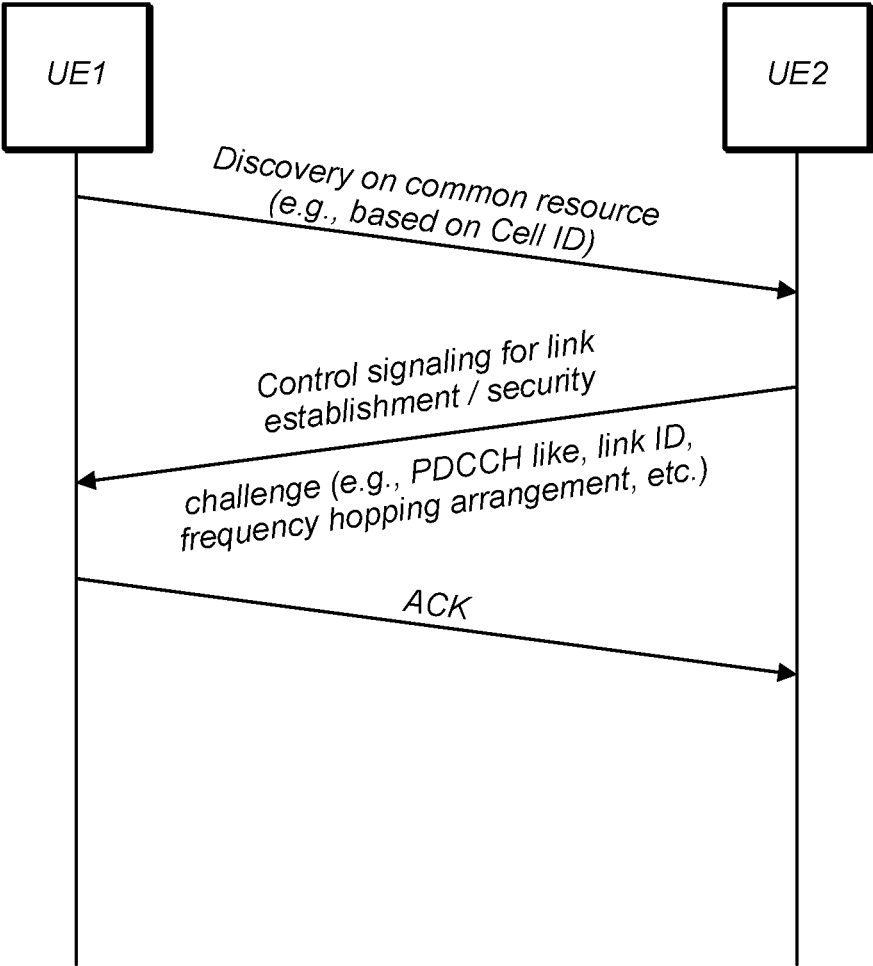 UE1
UE2
Discovery on common resource
(e.g., based on Cell ID)
Control signaling for link
establishment / security
challenge (e.g., PDCCH like, link ID,
frequency hopping arrangement, etc.)
ACK